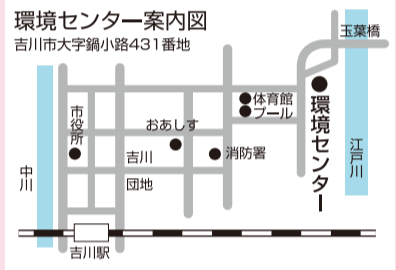 環境センター案内図
吉川市大字鍋小路431番地
玉葉橋
体育館
プール
環境センター
市役所
おあしす
消防署
吉川
団地
中川
江戸川
吉川駅